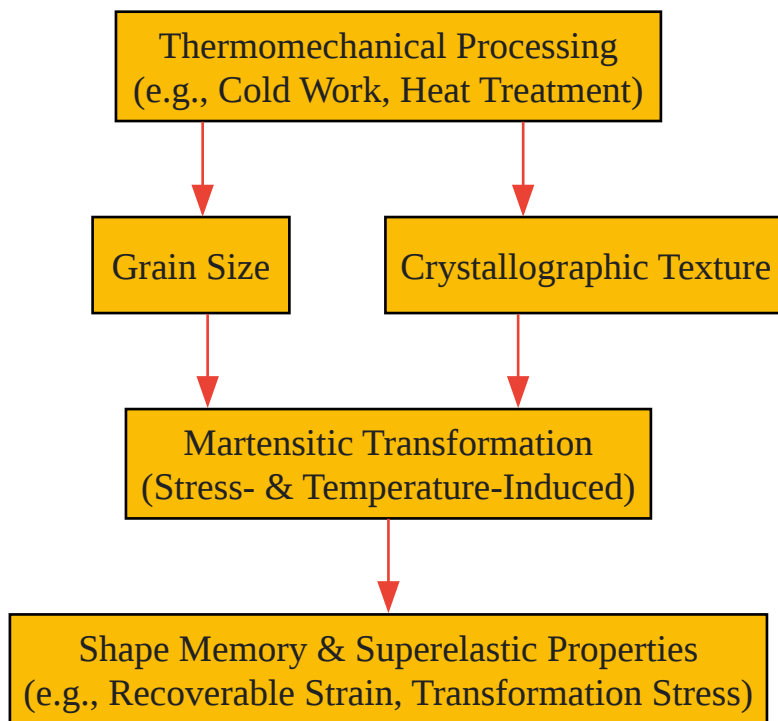 Thermomechanical Processing
(e.g., Cold Work, Heat Treatment)
Grain Size
Crystallographic Texture
Martensitic Transformation
(Stress- & Temperature-Induced)
Shape Memory & Superelastic Properties
(e.g., Recoverable Strain, Transformation Stress)